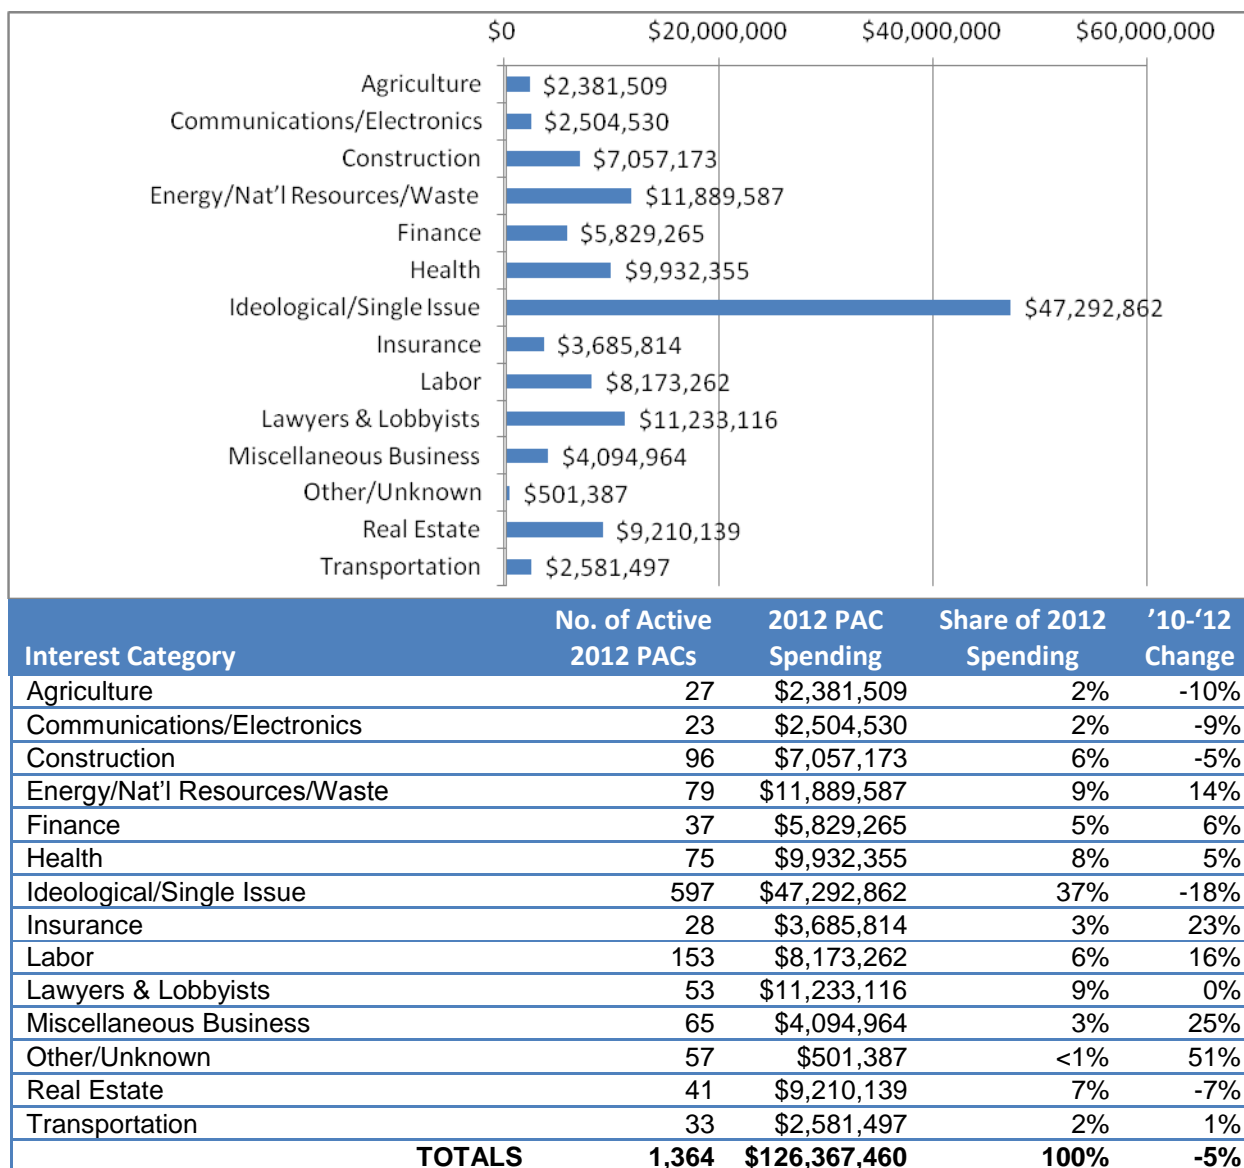 $0 $20,000,000 $40,000,000 $60,000,000
Agriculture $2,381,509
Communications/Electronics $2,504,530
Construction $7,057,173
Energy/Nat’l Resources/Waste $11,889,587
Finance $5,829,265
Health $9,932,355
Ideological/Single Issue $47,292,862
Insurance $3,685,814
Labor $8,173,262
Lawyers & Lobbyists $11,233,116
Miscellaneous Business $4,094,964
Other/Unknown $501,387
Real Estate $9,210,139
Transportation $2,581,497
No. of Active 2012 PAC Share of 2012 ’10-‘12
Interest Category 2012 PACs Spending Spending Change
Agriculture 27 $2,381,509 2% -10%
Communications/Electronics 23 $2,504,530 2% -9%
Construction 96 $7,057,173 6% -5%
Energy/Nat’l Resources/Waste 79 $11,889,587 9% 14%
Finance 37 $5,829,265 5% 6%
Health 75 $9,932,355 8% 5%
Ideological/Single Issue 597 $47,292,862 37% -18%
Insurance 28 $3,685,814 3% 23%
Labor 153 $8,173,262 6% 16%
Lawyers & Lobbyists 53 $11,233,116 9% 0%
Miscellaneous Business 65 $4,094,964 3% 25%
Other/Unknown 57 $501,387 <1% 51%
Real Estate 41 $9,210,139 7% -7%
Transportation 33 $2,581,497 2% 1%
TOTALS 1,364 $126,367,460 100% -5%